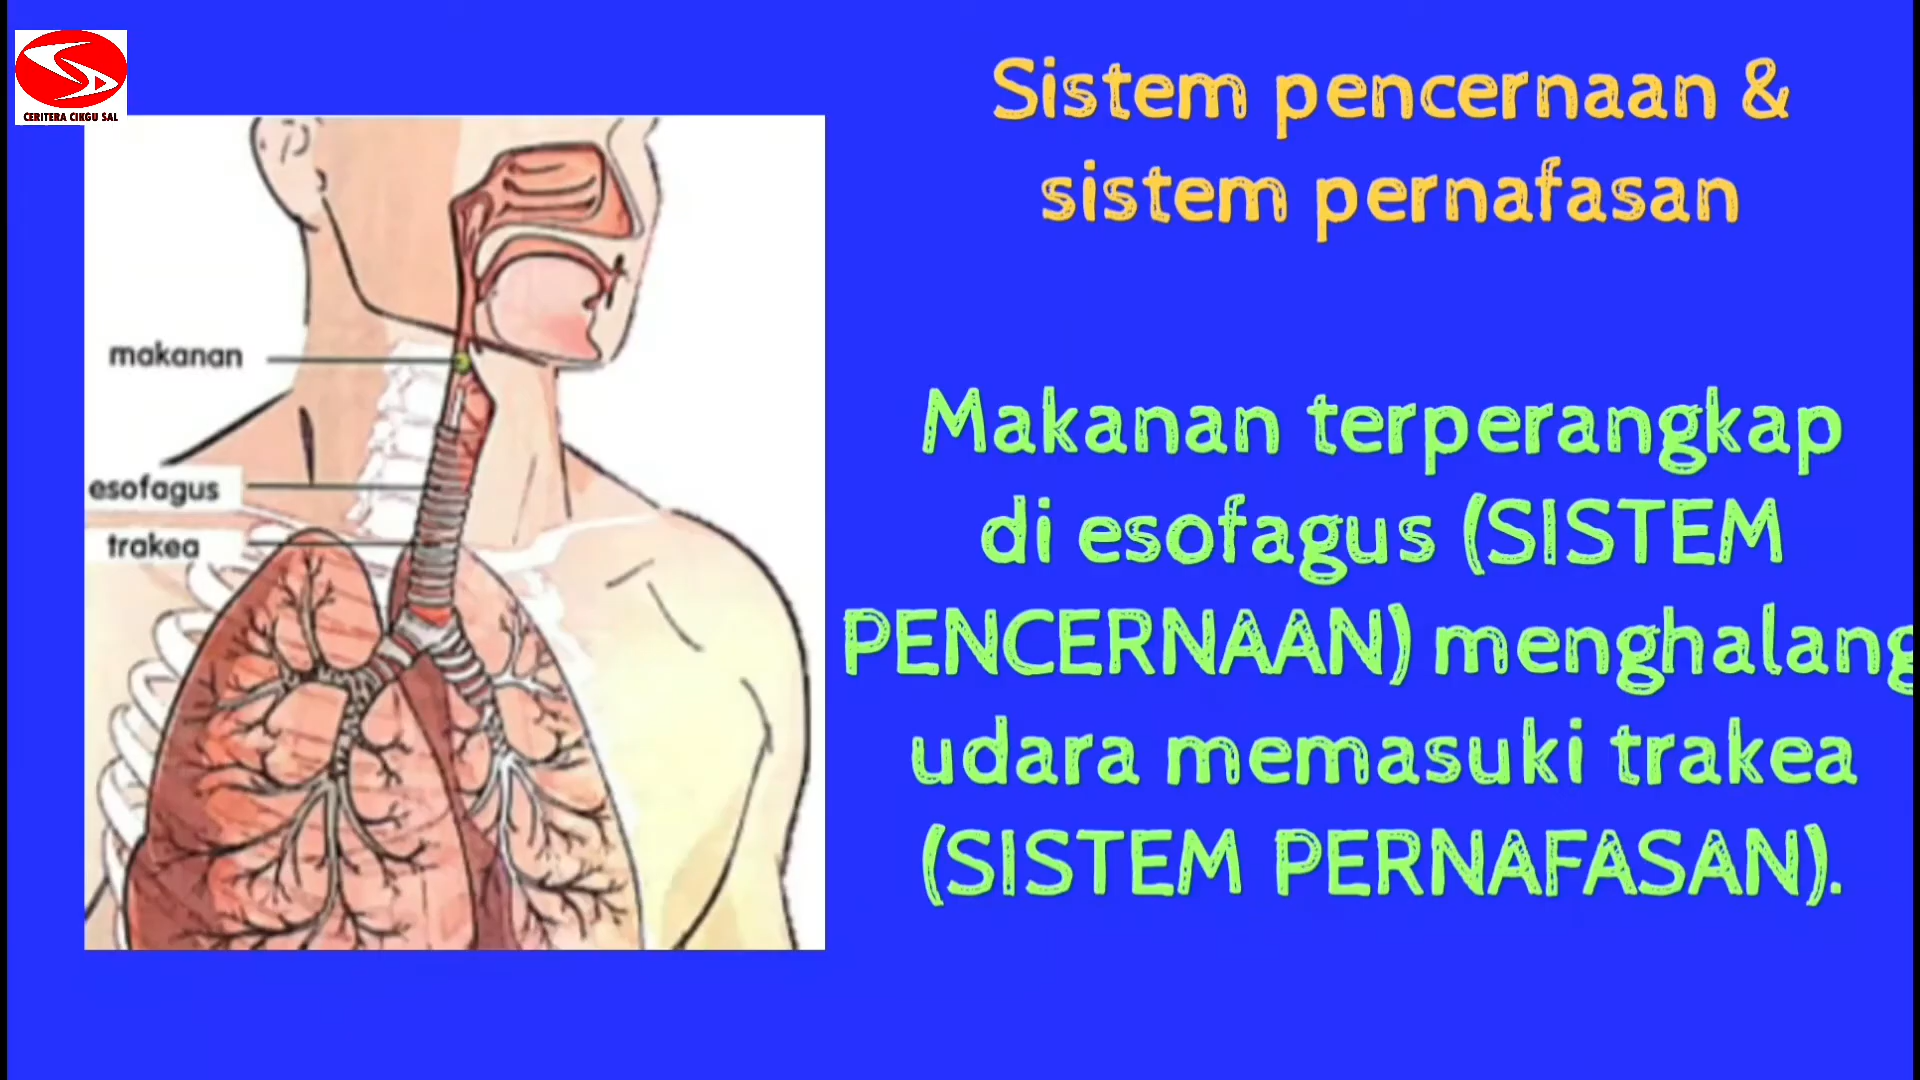 CERITERA CIKGU SAL
Sistem pencernaan &
sistem pernafasan
makanan
esofagus
trakea
Makanan terperangkap
di esofagus (SISTEM
PENCERNAAN) menghalang
udara memasuki trakea
(SISTEM PERNAFASAN).